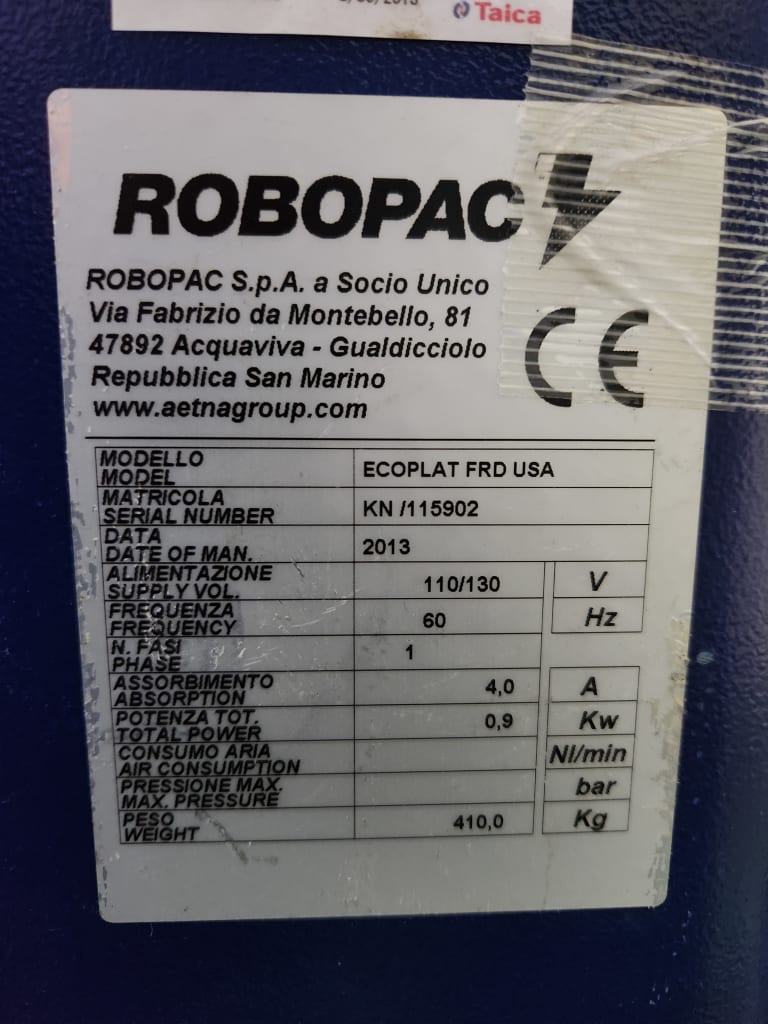 Taica
ROBOPAC
ROBOPAC S.p.A. a Socio Unico
Via Fabrizio da Montebello, 81
47892 Acquaviva - Gualdicciolo
Repubblica San Marino
www.aetnagroup.com
CE
MODELLO
MODEL
ECOPLAT FRD USA
MATRICOLA
SERIAL NUMBER
KN /115902
DATA
DATE OF MAN.
2013
ALIMENTAZIONE
SUPPLY VOL.
110/130 V
FREQUENZA
FREQUENCY
60 Hz
N. FASI
PHASE
1
ASSORBIMENTO
ABSORPTION
4,0 A
POTENZA TOT.
TOTAL POWER
0,9 Kw
CONSUMO ARIA
AIR CONSUMPTION
Nl/min
PRESSIONE MAX.
MAX. PRESSURE
bar
PESO
WEIGHT
410,0 Kg